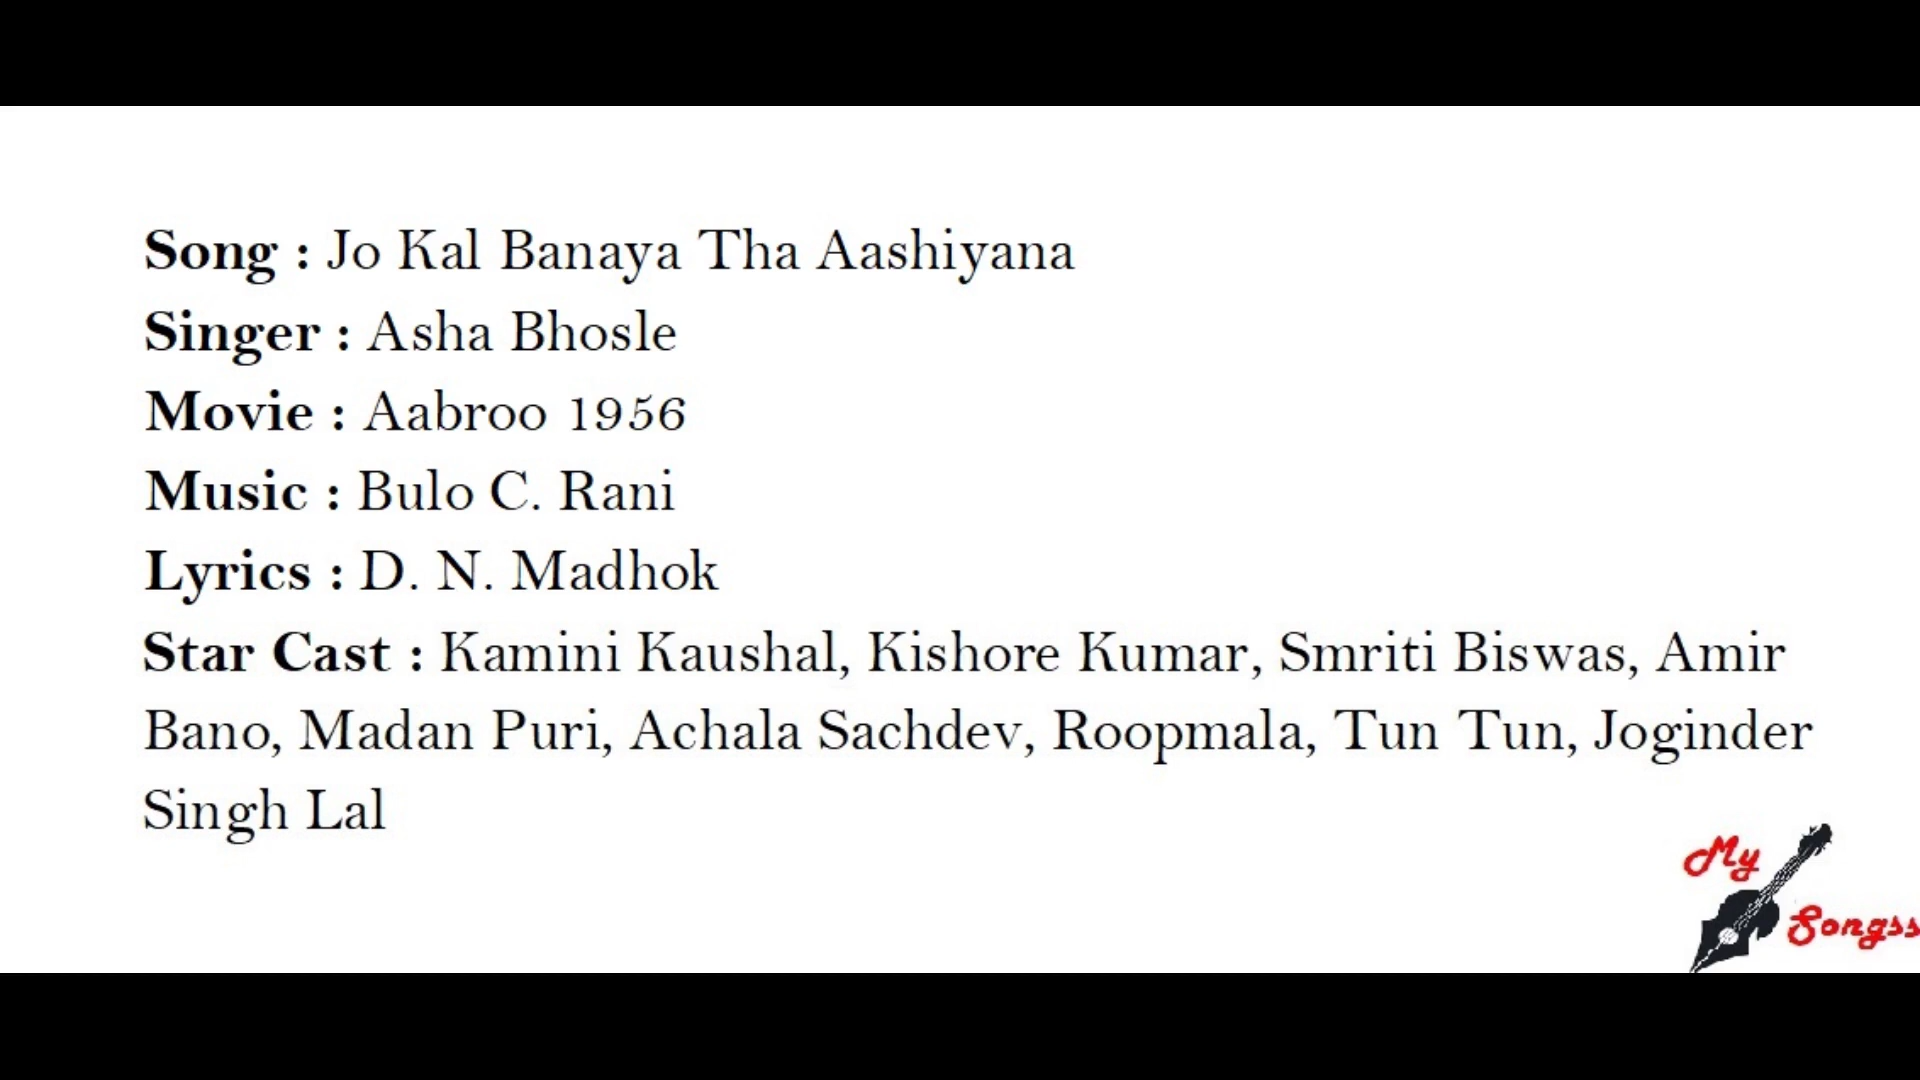 Song : Jo Kal Banaya Tha Aashiyana
Singer : Asha Bhosle
Movie : Aabroo 1956
Music : Bulo C. Rani
Lyrics : D. N. Madhok
Star Cast : Kamini Kaushal, Kishore Kumar, Smriti Biswas, Amir
Bano, Madan Puri, Achala Sachdev, Roopmala, Tun Tun, Joginder
Singh Lal
My
Songss